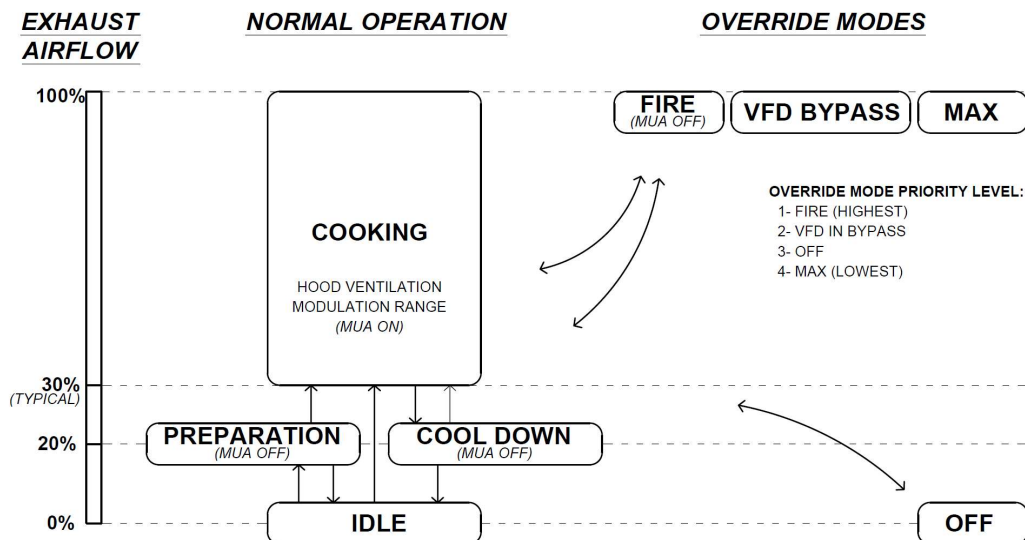 EXHAUST
AIRFLOW
NORMAL OPERATION
OVERRIDE MODES
100%
FIRE
(MUA OFF)
VFD BYPASS
MAX
OVERRIDE MODE PRIORITY LEVEL:
1- FIRE (HIGHEST)
2- VFD IN BYPASS
3- OFF
4- MAX (LOWEST)
COOKING
HOOD VENTILATION
MODULATION RANGE
(MUA ON)
30%
(TYPICAL)
20%
PREPARATION
(MUA OFF)
COOL DOWN
(MUA OFF)
0%
IDLE
OFF